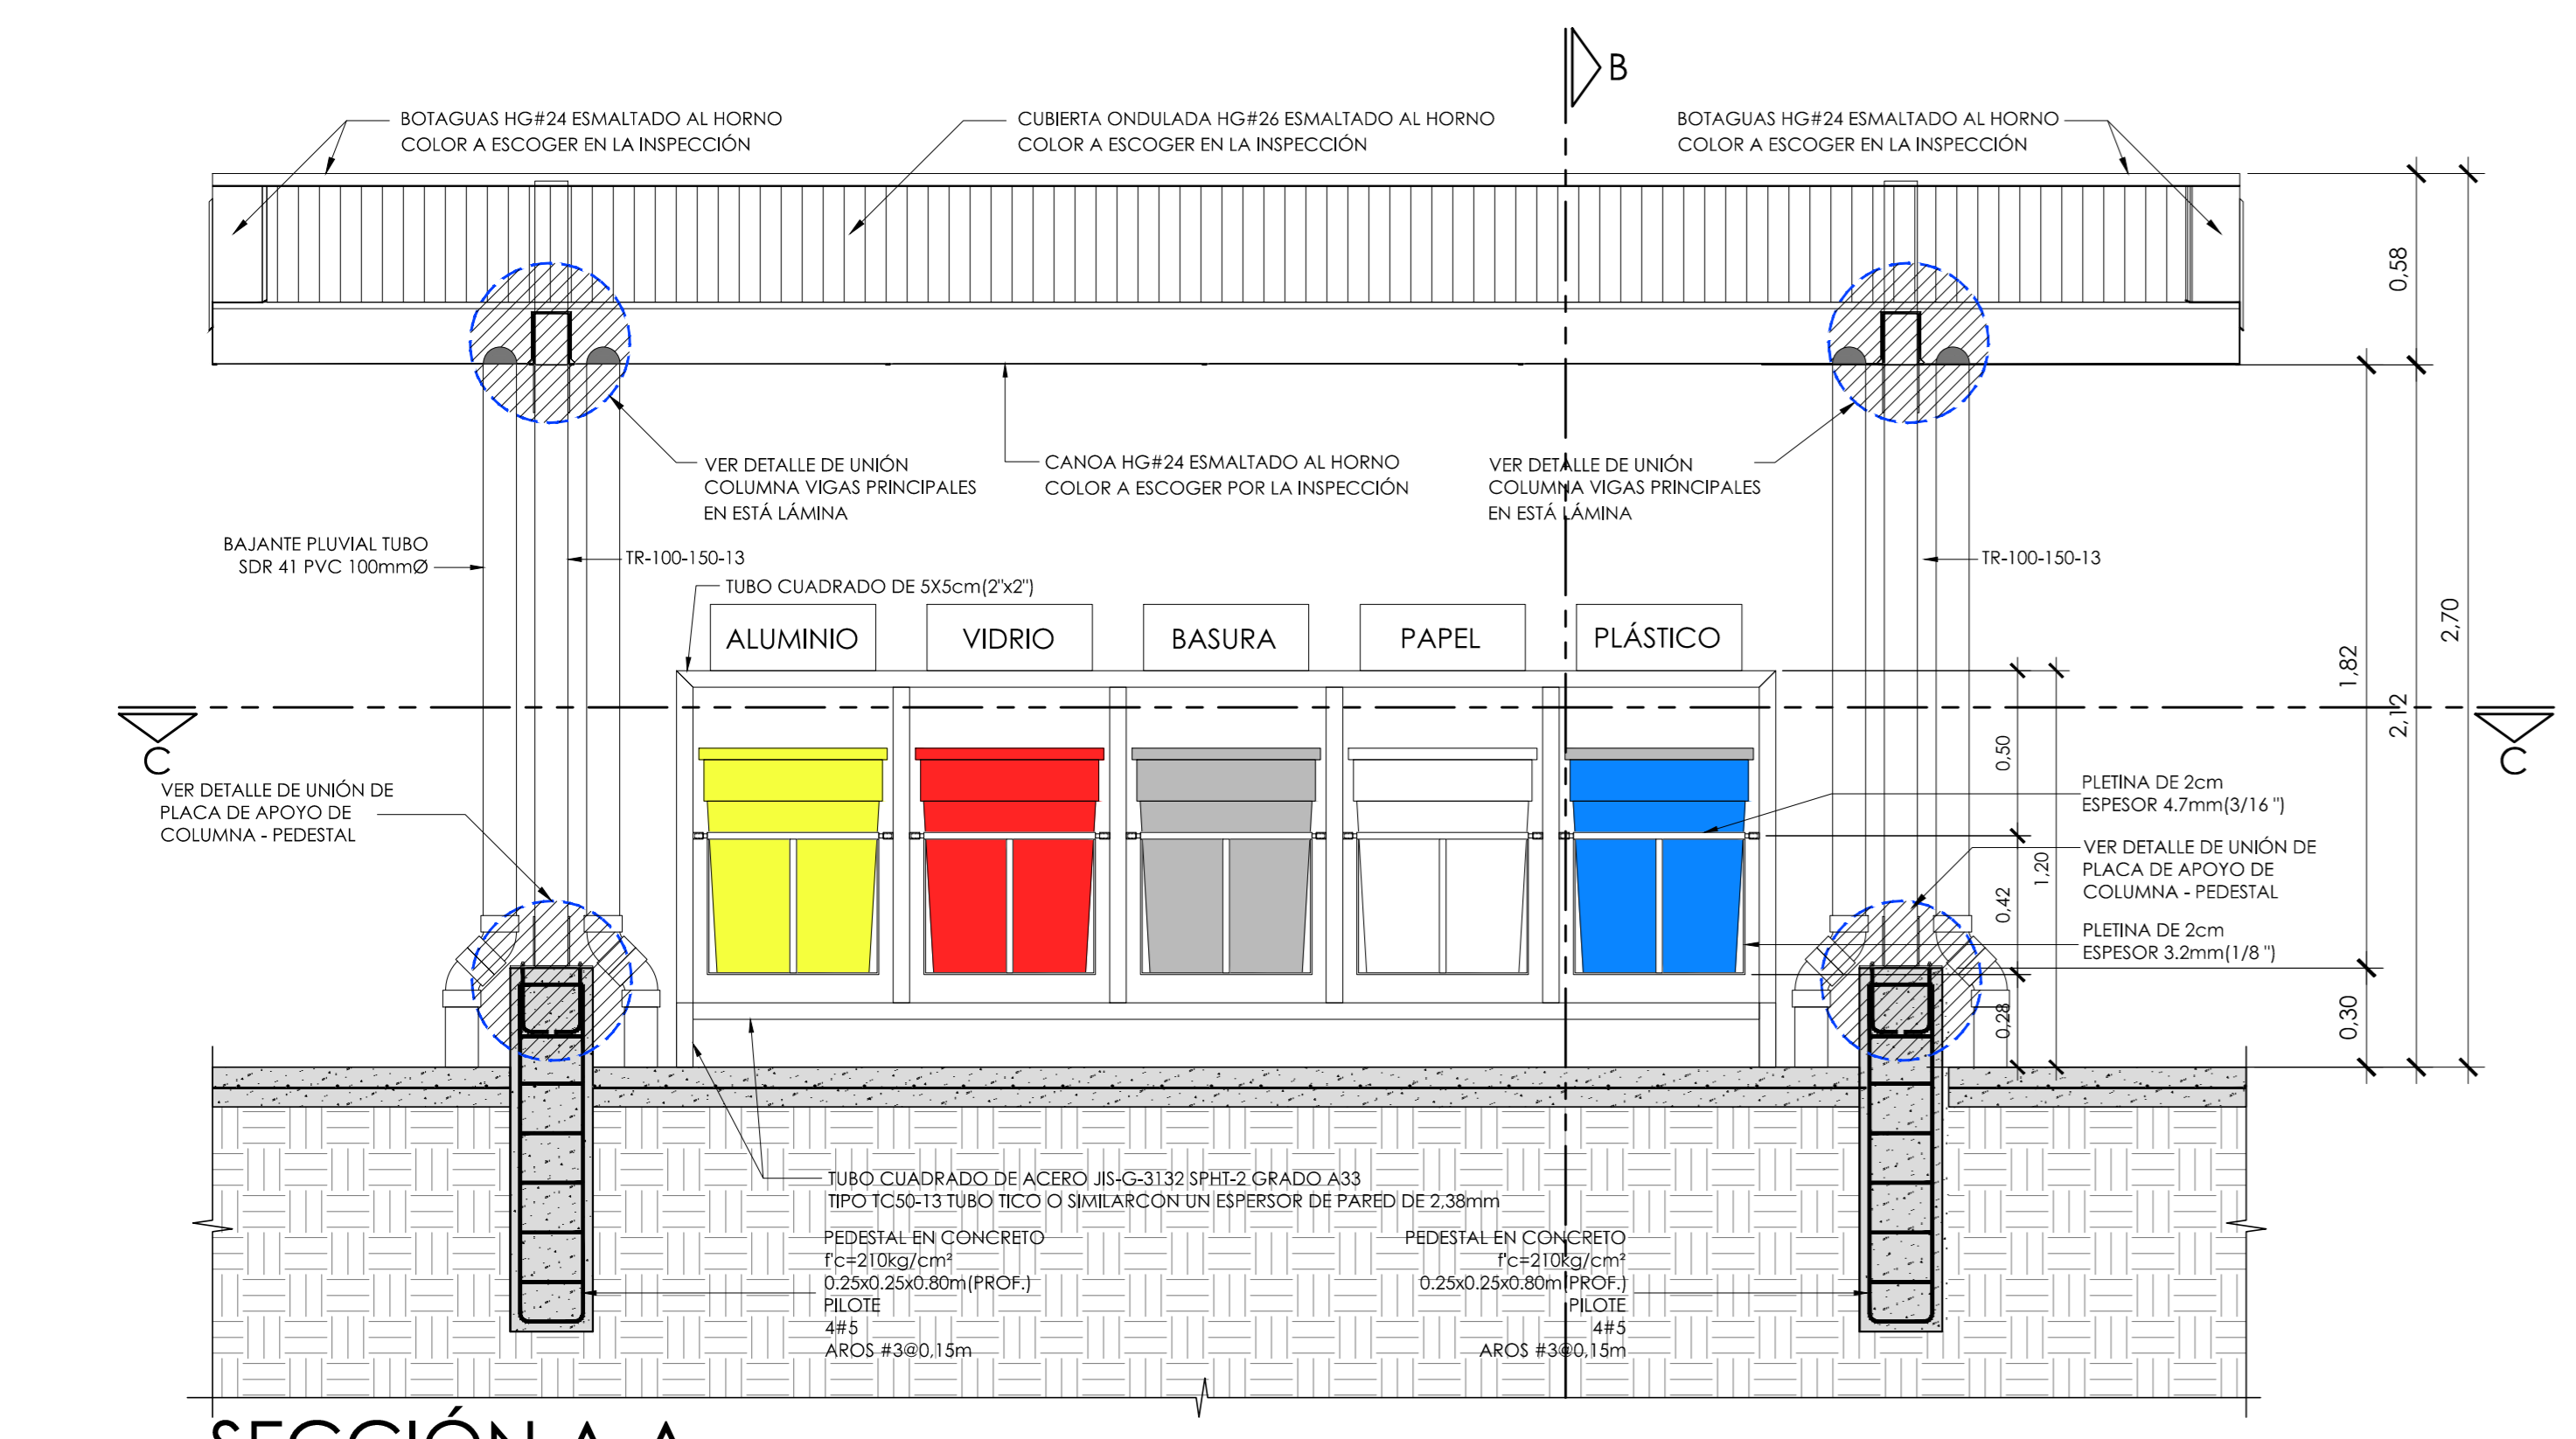 B
BOTAGUAS HG#24 ESMALTADO AL HORNO
COLOR A ESCOGER EN LA INSPECCIÓN
CUBIERTA ONDULADA HG#26 ESMALTADO AL HORNO
COLOR A ESCOGER EN LA INSPECCIÓN
BOTAGUAS HG#24 ESMALTADO AL HORNO
COLOR A ESCOGER EN LA INSPECCIÓN
0,58
VER DETALLE DE UNIÓN
COLUMNA VIGAS PRINCIPALES
EN ESTÁ LÁMINA
CANOA HG#24 ESMALTADO AL HORNO
COLOR A ESCOGER POR LA INSPECCIÓN
VER DETALLE DE UNIÓN
COLUMNA VIGAS PRINCIPALES
EN ESTÁ LÁMINA
BAJANTE PLUVIAL TUBO
SDR 41 PVC 100mmØ
TR-100-150-13
TR-100-150-13
TUBO CUADRADO DE 5X5cm(2"x2")
ALUMINIO
VIDRIO
BASURA
PAPEL
PLÁSTICO
2,70
1,82
2,12
C
C
0,50
VER DETALLE DE UNIÓN DE
PLACA DE APOYO DE
COLUMNA - PEDESTAL
PLETINA DE 2cm
ESPESOR 4.7mm(3/16 ")
VER DETALLE DE UNIÓN DE
PLACA DE APOYO DE
COLUMNA - PEDESTAL
1,20
0,42
PLETINA DE 2cm
ESPESOR 3.2mm(1/8 ")
0,28
0,30
TUBO CUADRADO DE ACERO JIS-G-3132 SPHT-2 GRADO A33
TIPO TC50-13 TUBO TICO O SIMILARCON UN ESPERSOR DE PARED DE 2,38mm
PEDESTAL EN CONCRETO
f'c=210kg/cm²
0.25x0.25x0.80m(PROF.)
PILOTE
4#5
AROS #3@0,15m
PEDESTAL EN CONCRETO
f'c=210kg/cm²
0.25x0.25x0.80m(PROF.)
PILOTE
4#5
AROS #3@0,15m
SECCIÓN A-A